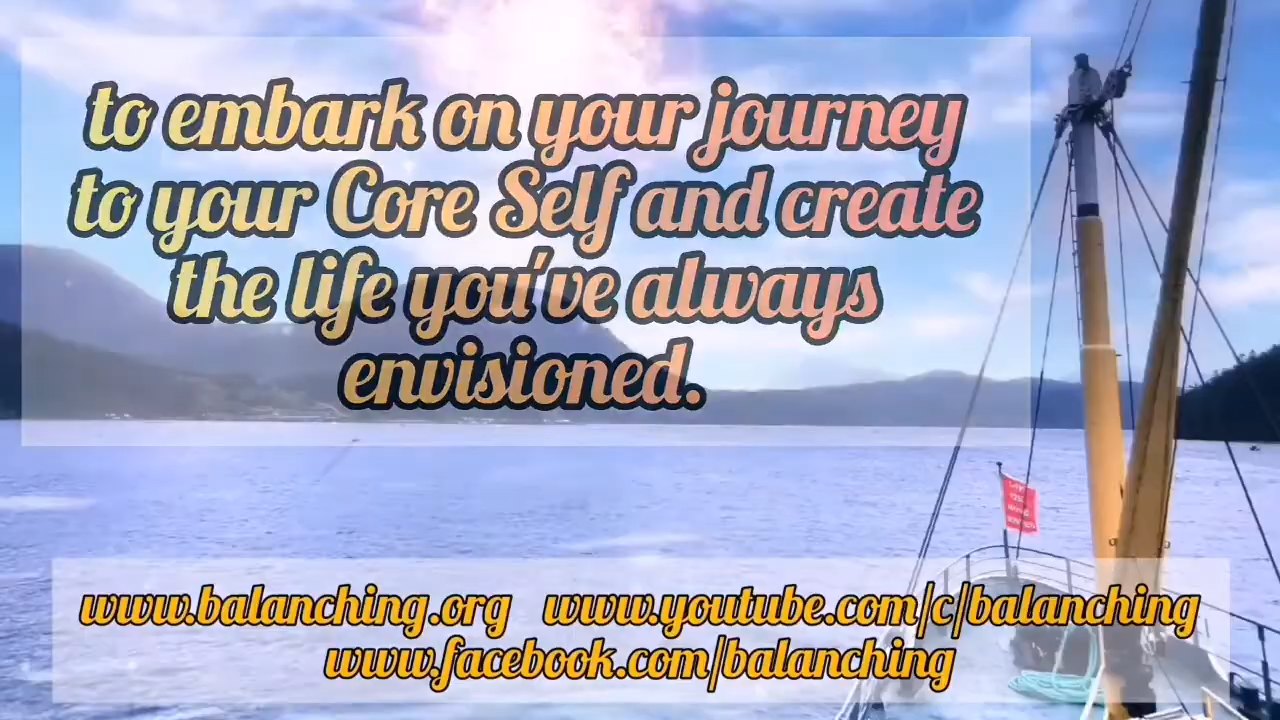 to embark on your journey
to your Core Self and create
the life you've always
envisioned.
www.balanching.org www.youtube.com/c/balanching
www.facebook.com/balanching